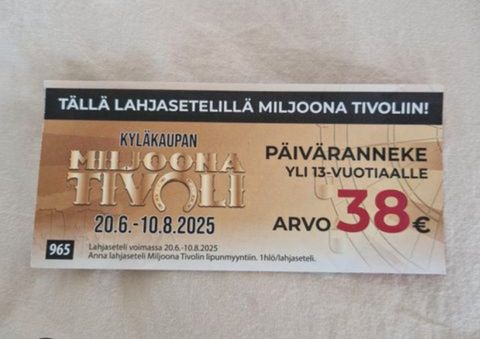 TÄLLÄ LAHJASETELILLÄ MILJOONA TIVOLIIN!
KYLÄKAUPAN
MILJOONA
TIVOLI
20.6.-10.8.2025
PÄIVÄRANNEKE
YLI 13-VUOTIAALLE
ARVO 38€
965
Lahjaseteli voimassa 20.6.-10.8.2025
Anna lahjaseteli Miljoona Tivolin lipunmyyntiin. 1hlö/lahjaseteli.